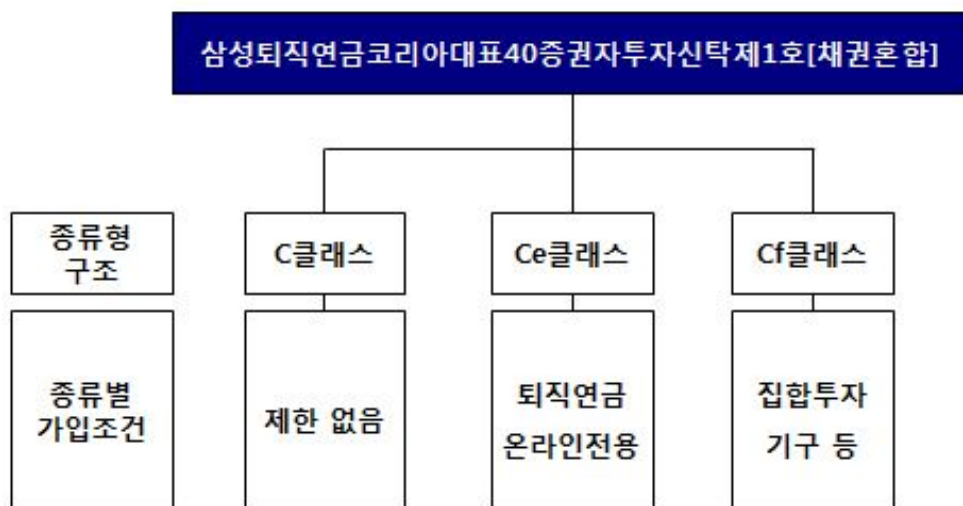 삼성퇴직연금코리아대표40증권자투자신탁제1호[채권혼합]
종류형
구조
C클래스
Ce클래스
Cf클래스
종류별
가입조건
제한 없음
퇴직연금
온라인전용
집합투자
기구 등